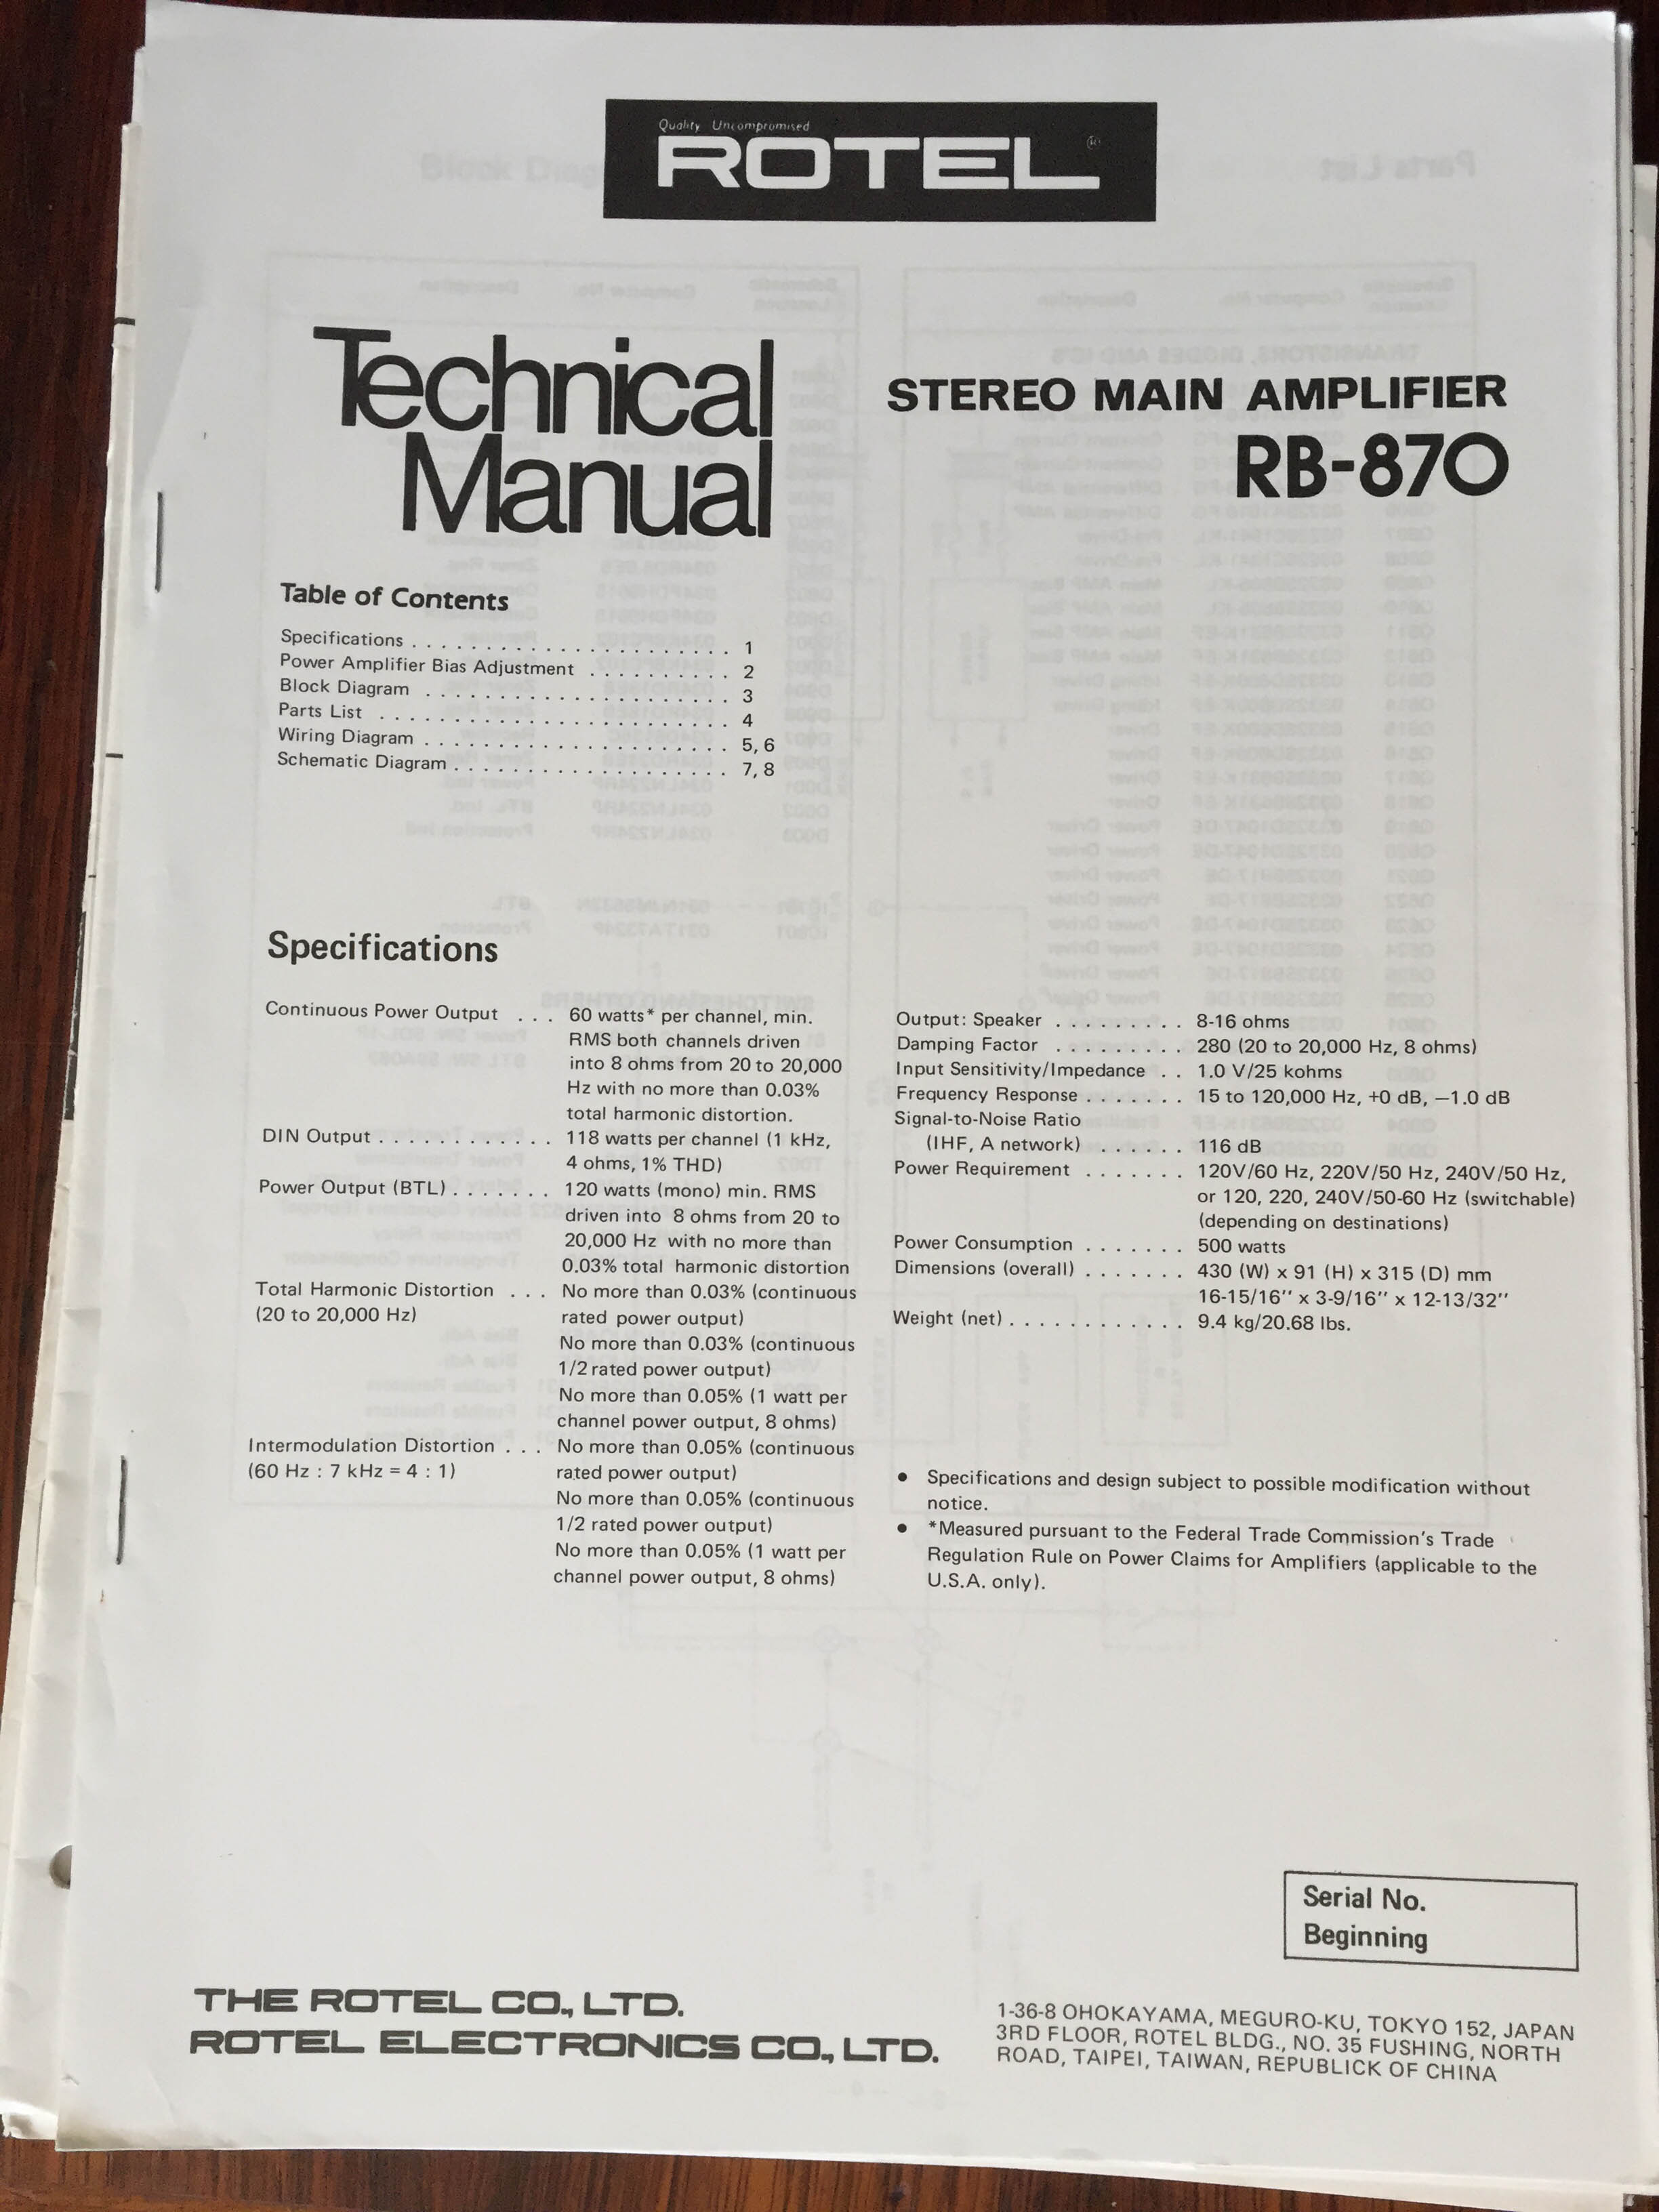 Quality Uncompromised
ROTEL®
Technical
Manual
STEREO MAIN AMPLIFIER
RB-870
Table of Contents
Specifications . . . . . . . . . . . . . . . . . . . . . . 1
Power Amplifier Bias Adjustment . . . . . . . . . . 2
Block Diagram . . . . . . . . . . . . . . . . . . . . . 3
Parts List . . . . . . . . . . . . . . . . . . . . . . . . 4
Wiring Diagram . . . . . . . . . . . . . . . . . . . . . 5, 6
Schematic Diagram . . . . . . . . . . . . . . . . . . . 7, 8
Specifications
Continuous Power Output . . . 60 watts* per channel, min.
RMS both channels driven
into 8 ohms from 20 to 20,000
Hz with no more than 0.03%
total harmonic distortion.
DIN Output . . . . . . . . . . . . 118 watts per channel (1 kHz,
4 ohms, 1% THD)
Power Output (BTL) . . . . . . . 120 watts (mono) min. RMS
driven into 8 ohms from 20 to
20,000 Hz with no more than
0.03% total harmonic distortion
Total Harmonic Distortion . . . No more than 0.03% (continuous
(20 to 20,000 Hz) rated power output)
No more than 0.03% (continuous
1/2 rated power output)
No more than 0.05% (1 watt per
channel power output, 8 ohms)
Intermodulation Distortion . . . No more than 0.05% (continuous
(60 Hz : 7 kHz = 4 : 1) rated power output)
No more than 0.05% (continuous
1/2 rated power output)
No more than 0.05% (1 watt per
channel power output, 8 ohms)
Output: Speaker . . . . . . . . . 8-16 ohms
Damping Factor . . . . . . . . . 280 (20 to 20,000 Hz, 8 ohms)
Input Sensitivity/Impedance . . 1.0 V/25 kohms
Frequency Response . . . . . . . 15 to 120,000 Hz, +0 dB, −1.0 dB
Signal-to-Noise Ratio
(IHF, A network) . . . . . . 116 dB
Power Requirement . . . . . . . 120V/60 Hz, 220V/50 Hz, 240V/50 Hz,
or 120, 220, 240V/50-60 Hz (switchable)
(depending on destinations)
Power Consumption . . . . . . . 500 watts
Dimensions (overall) . . . . . . . 430 (W) x 91 (H) x 315 (D) mm
16-15/16'' x 3-9/16'' x 12-13/32''
Weight (net) . . . . . . . . . . . . 9.4 kg/20.68 lbs.
● Specifications and design subject to possible modification without
notice.
● *Measured pursuant to the Federal Trade Commission's Trade
Regulation Rule on Power Claims for Amplifiers (applicable to the
U.S.A. only).
Serial No.
Beginning
THE ROTEL CO., LTD.
ROTEL ELECTRONICS CO., LTD.
1-36-8 OHOKAYAMA, MEGURO-KU, TOKYO 152, JAPAN
3RD FLOOR, ROTEL BLDG., NO. 35 FUSHING, NORTH
ROAD, TAIPEI, TAIWAN, REPUBLICK OF CHINA